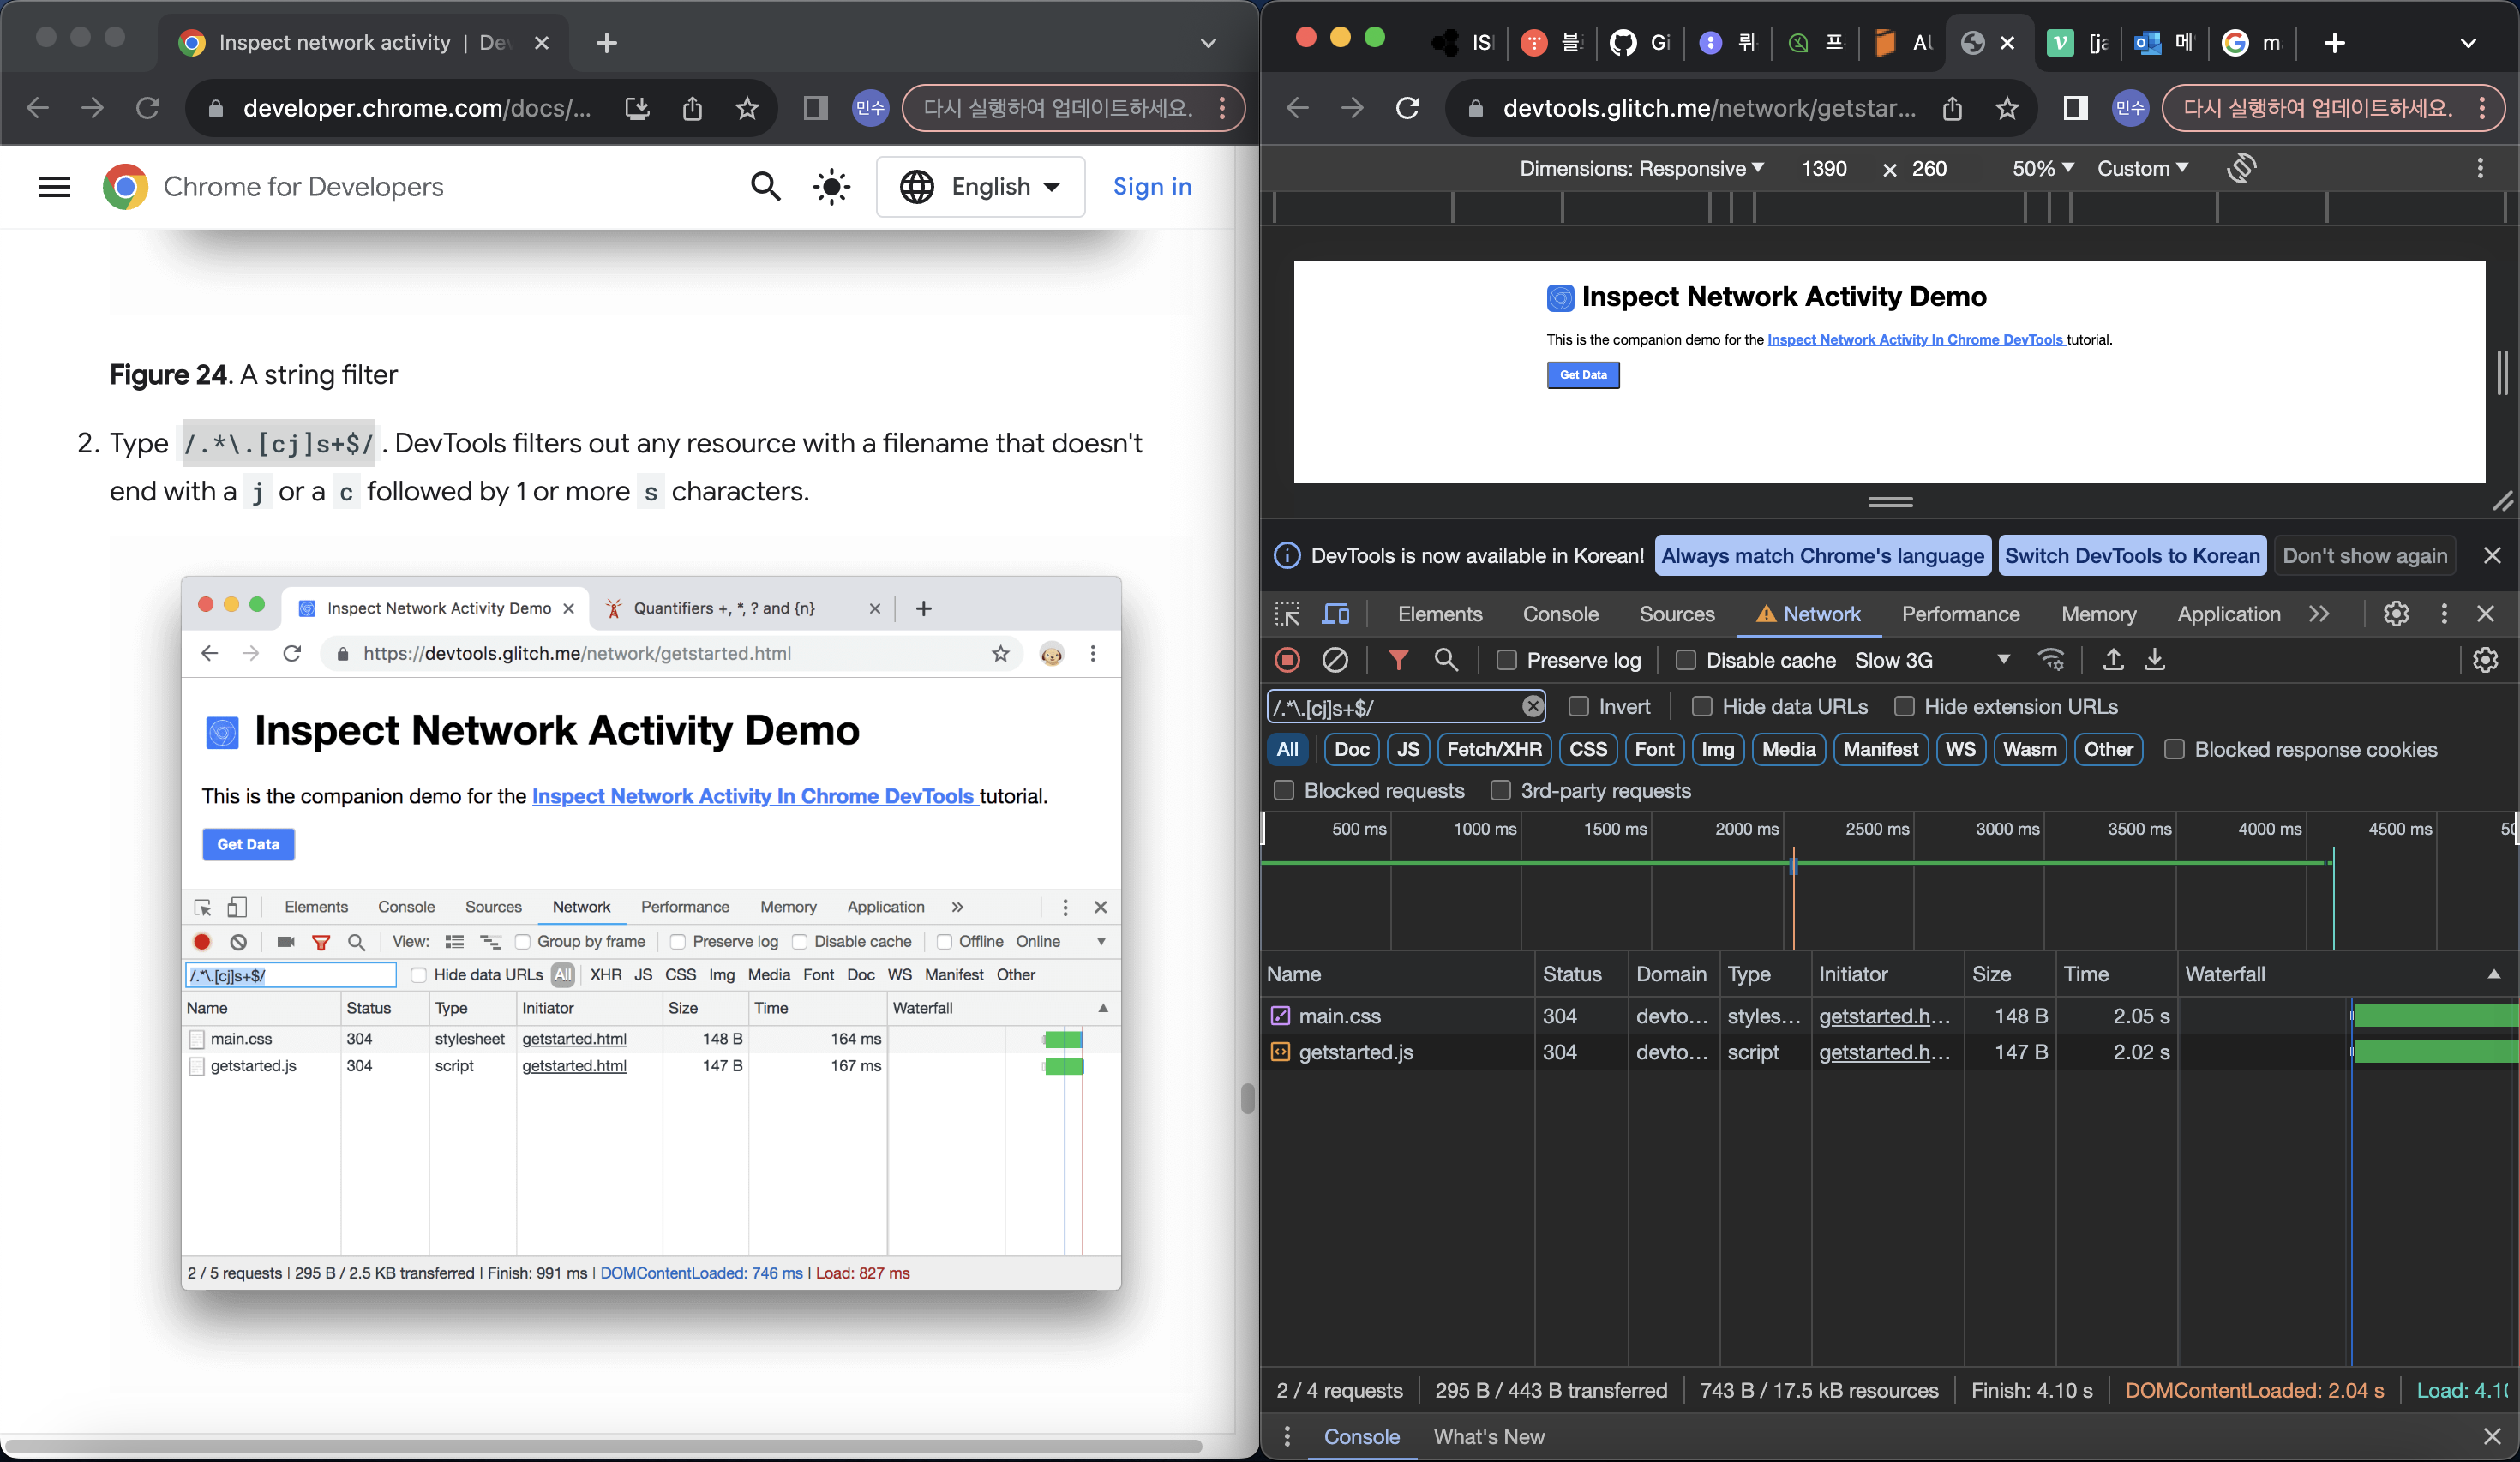 Inspect network activity | De
developer.chrome.com/docs/...
민수
다시 실행하여 업데이트하세요.
Chrome for Developers
English
Sign in
Figure 24. A string filter
2. Type /.*\.[cj]s+$/ . DevTools filters out any resource with a filename that doesn't
end with a j or a c followed by 1 or more s characters.
Inspect Network Activity Demo
Quantifiers +, *, ? and {n}
https://devtools.glitch.me/network/getstarted.html
Inspect Network Activity Demo
This is the companion demo for the Inspect Network Activity In Chrome DevTools tutorial.
Get Data
Elements Console Sources Network Performance Memory Application »
View: Group by frame Preserve log Disable cache Offline Online
/.*\.[cj]s+$/ Hide data URLs All XHR JS CSS Img Media Font Doc WS Manifest Other
Name Status Type Initiator Size Time Waterfall
main.css 304 stylesheet getstarted.html 148 B 164 ms
getstarted.js 304 script getstarted.html 147 B 167 ms
2 / 5 requests | 295 B / 2.5 KB transferred | Finish: 991 ms | DOMContentLoaded: 746 ms | Load: 827 ms
IS Gi 뤼 프 [ja 메 m
devtools.glitch.me/network/getstar...
민수
다시 실행하여 업데이트하세요.
Dimensions: Responsive 1390 × 260 50% Custom
Inspect Network Activity Demo
This is the companion demo for the Inspect Network Activity In Chrome DevTools tutorial.
Get Data
DevTools is now available in Korean! Always match Chrome's language Switch DevTools to Korean Don't show again
Elements Console Sources Network Performance Memory Application »
Preserve log Disable cache Slow 3G
/.*\.[cj]s+$/ Invert Hide data URLs Hide extension URLs
All Doc JS Fetch/XHR CSS Font Img Media Manifest WS Wasm Other Blocked response cookies
Blocked requests 3rd-party requests
500 ms 1000 ms 1500 ms 2000 ms 2500 ms 3000 ms 3500 ms 4000 ms 4500 ms
Name Status Domain Type Initiator Size Time Waterfall
main.css 304 devto... styles... getstarted.h... 148 B 2.05 s
getstarted.js 304 devto... script getstarted.h... 147 B 2.02 s
2 / 4 requests 295 B / 443 B transferred 743 B / 17.5 kB resources Finish: 4.10 s DOMContentLoaded: 2.04 s Load: 4.1
Console What's New